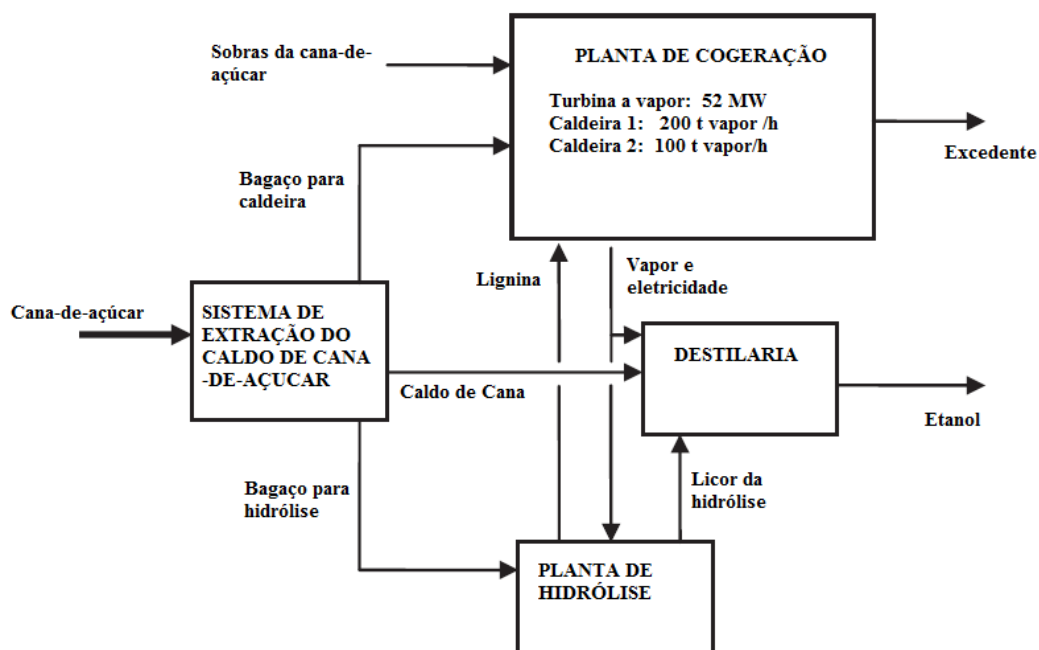 Sobras da cana-de-
açúcar
PLANTA DE COGERAÇÃO
Turbina a vapor: 52 MW
Caldeira 1: 200 t vapor /h
Caldeira 2: 100 t vapor/h
Excedente
Bagaço para
caldeira
Lignina
Vapor e
eletricidade
Cana-de-açúcar
SISTEMA DE
EXTRAÇÃO DO
CALDO DE CANA
-DE-AÇUCAR
DESTILARIA
Caldo de Cana
Etanol
Bagaço para
hidrólise
Licor da
hidrólise
PLANTA DE
HIDRÓLISE